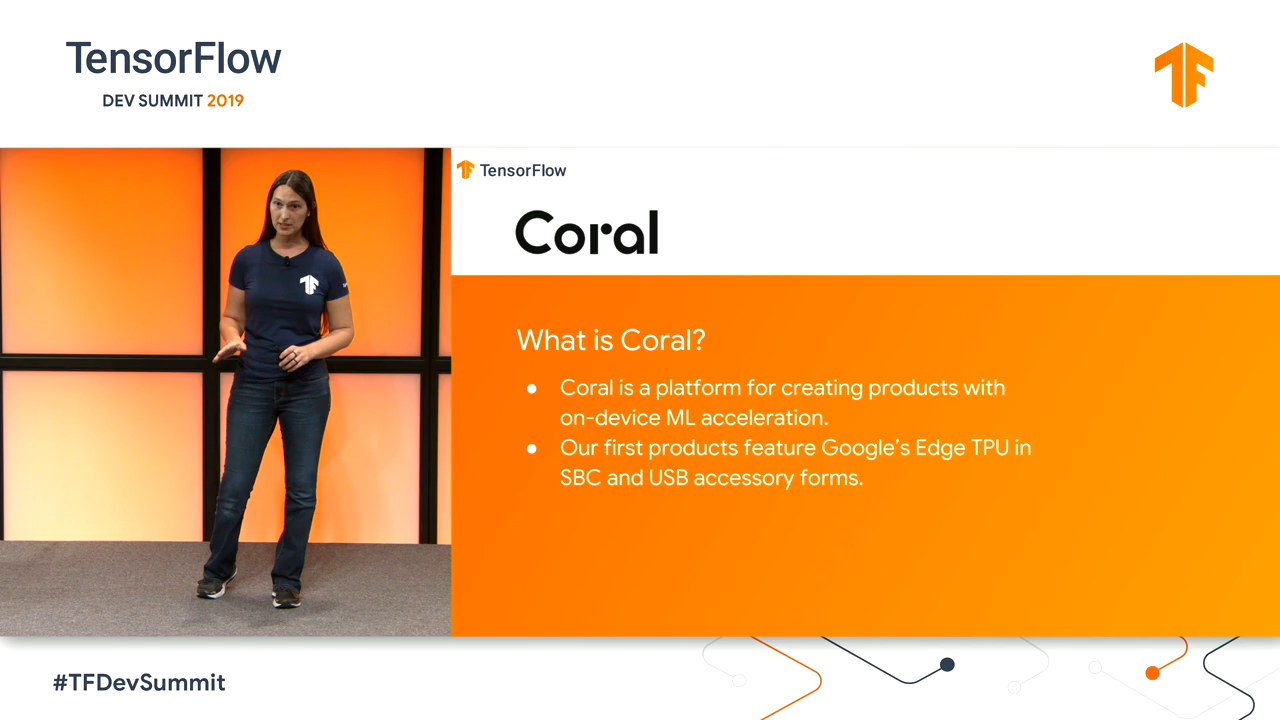 TensorFlow
DEV SUMMIT 2019
TensorFlow
Coral
What is Coral?
● Coral is a platform for creating products with
on-device ML acceleration.
● Our first products feature Google's Edge TPU in
SBC and USB accessory forms.
#TFDevSummit